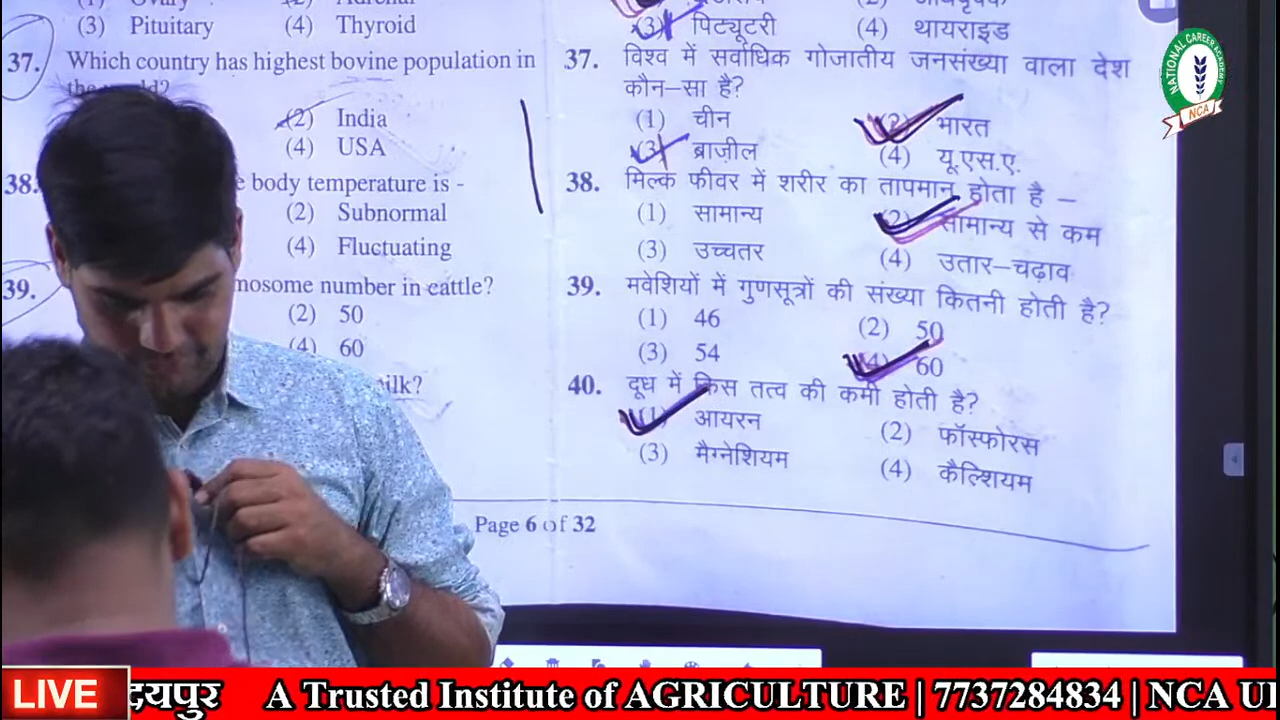 (3) Pituitary (4) Thyroid
(3) पिट्यूटरी (4) थायराइड
37. Which country has highest bovine population in
(2) India
(4) USA
37. विश्व में सर्वाधिक गोजातीय जनसंख्या वाला देश
कौन–सा है?
(1) चीन (2) भारत
(3) ब्राज़ील (4) यू.एस.ए.
38. body temperature is -
(2) Subnormal
(4) Fluctuating
38. मिल्क फीवर में शरीर का तापमान होता है –
(1) सामान्य (2) सामान्य से कम
(3) उच्चतर (4) उतार–चढ़ाव
39. number in cattle?
(2) 50
(4) 60
39. मवेशियों में गुणसूत्रों की संख्या कितनी होती है?
(1) 46 (2) 50
(3) 54 (4) 60
40. दूध में किस तत्व की कमी होती है?
(1) आयरन (2) फॉस्फोरस
(3) मैग्नेशियम (4) कैल्शियम
Page 6 of 32
NATIONAL CAREER ACADEMY
NCA
LIVE
A Trusted Institute of AGRICULTURE | 7737284834 | NCA